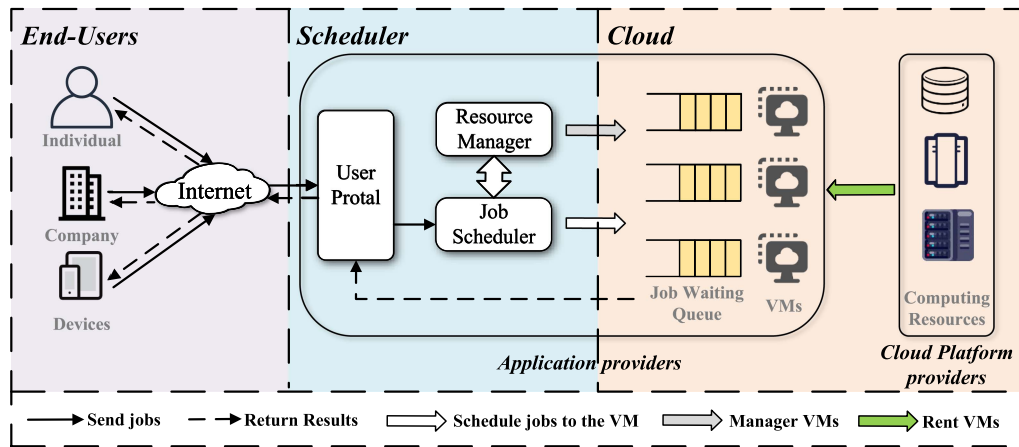 End-Users
Scheduler
Cloud
Individual
Company
Devices
Internet
User
Protal
Resource
Manager
Job
Scheduler
Job Waiting
Queue
VMs
Computing
Resources
Application providers
Cloud Platform
providers
Send jobs
Return Results
Schedule jobs to the VM
Manager VMs
Rent VMs